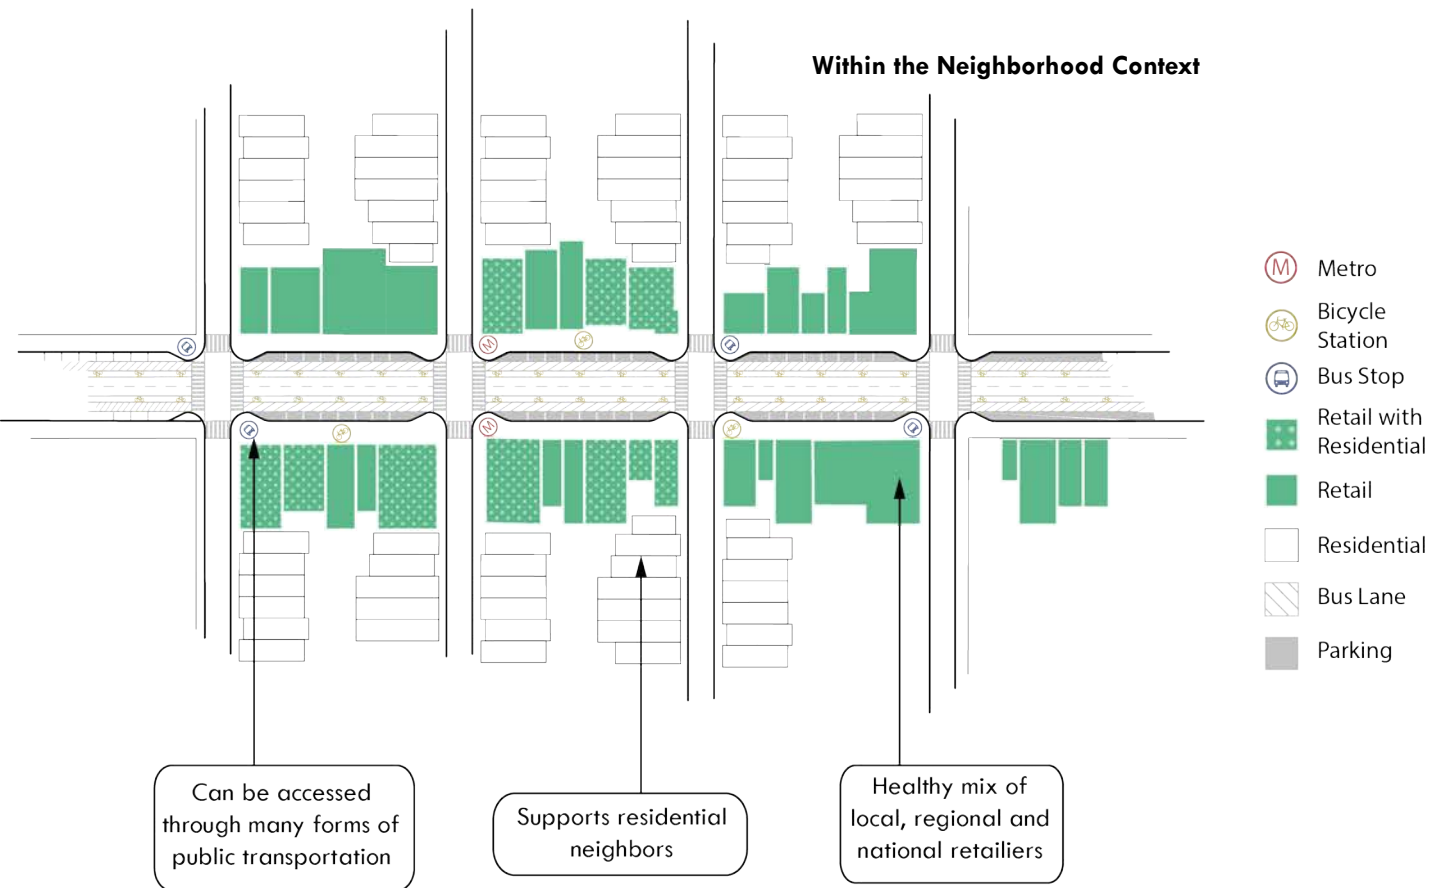 Within the Neighborhood Context
M
Metro
Bicycle
Station
Bus Stop
Retail with
Residential
Retail
Residential
Bus Lane
Parking
M
M
Can be accessed
through many forms of
public transportation
Supports residential
neighbors
Healthy mix of
local, regional and
national retailiers